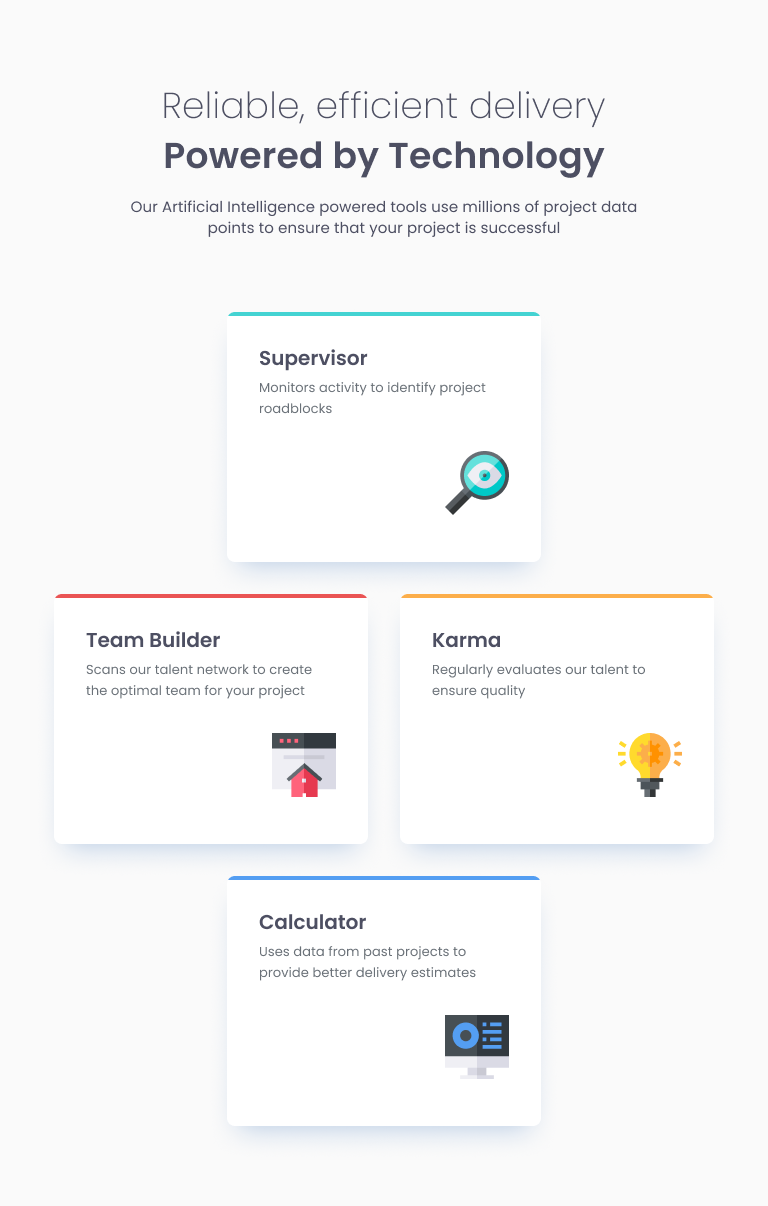 Reliable, efficient delivery
Powered by Technology
Our Artificial Intelligence powered tools use millions of project data
points to ensure that your project is successful
Supervisor
Monitors activity to identify project
roadblocks
Team Builder
Scans our talent network to create
the optimal team for your project
Karma
Regularly evaluates our talent to
ensure quality
Calculator
Uses data from past projects to
provide better delivery estimates